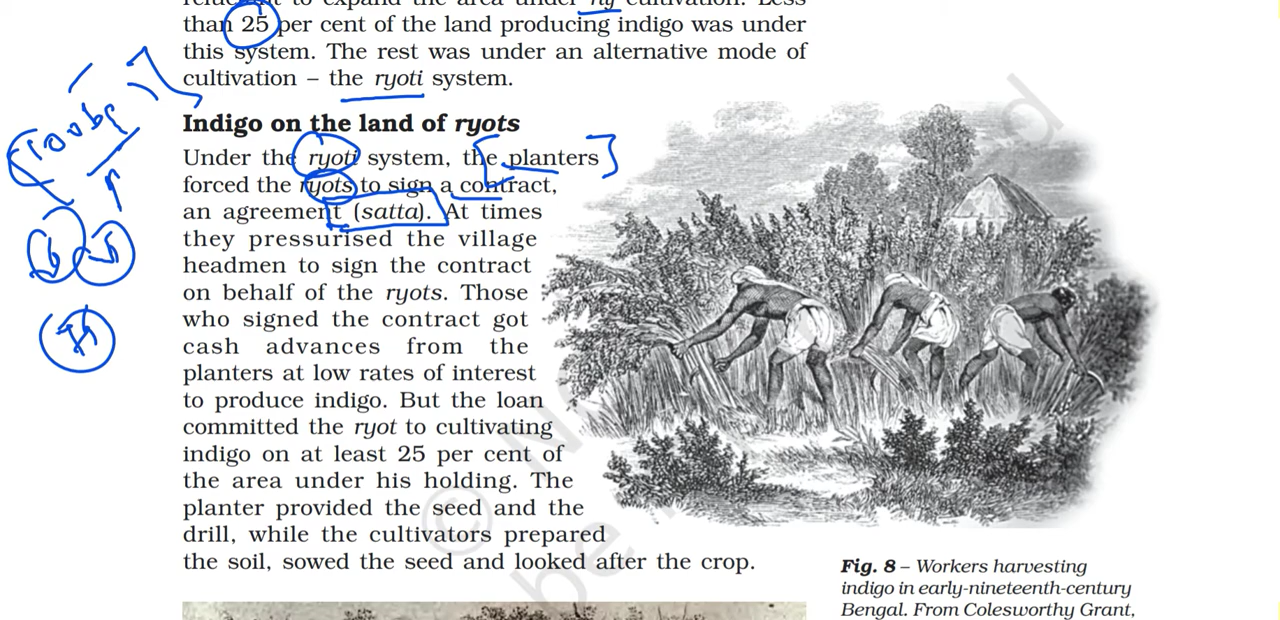 than 25 per cent of the land producing indigo was under
this system. The rest was under an alternative mode of
cultivation – the ryoti system.
Indigo on the land of ryots
Under the ryoti system, the planters
forced the ryots to sign a contract,
an agreement (satta). At times
they pressurised the village
headmen to sign the contract
on behalf of the ryots. Those
who signed the contract got
cash advances from the
planters at low rates of interest
to produce indigo. But the loan
committed the ryot to cultivating
indigo on at least 25 per cent of
the area under his holding. The
planter provided the seed and the
drill, while the cultivators prepared
the soil, sowed the seed and looked after the crop.
Fig. 8 – Workers harvesting
indigo in early-nineteenth-century
Bengal. From Colesworthy Grant,